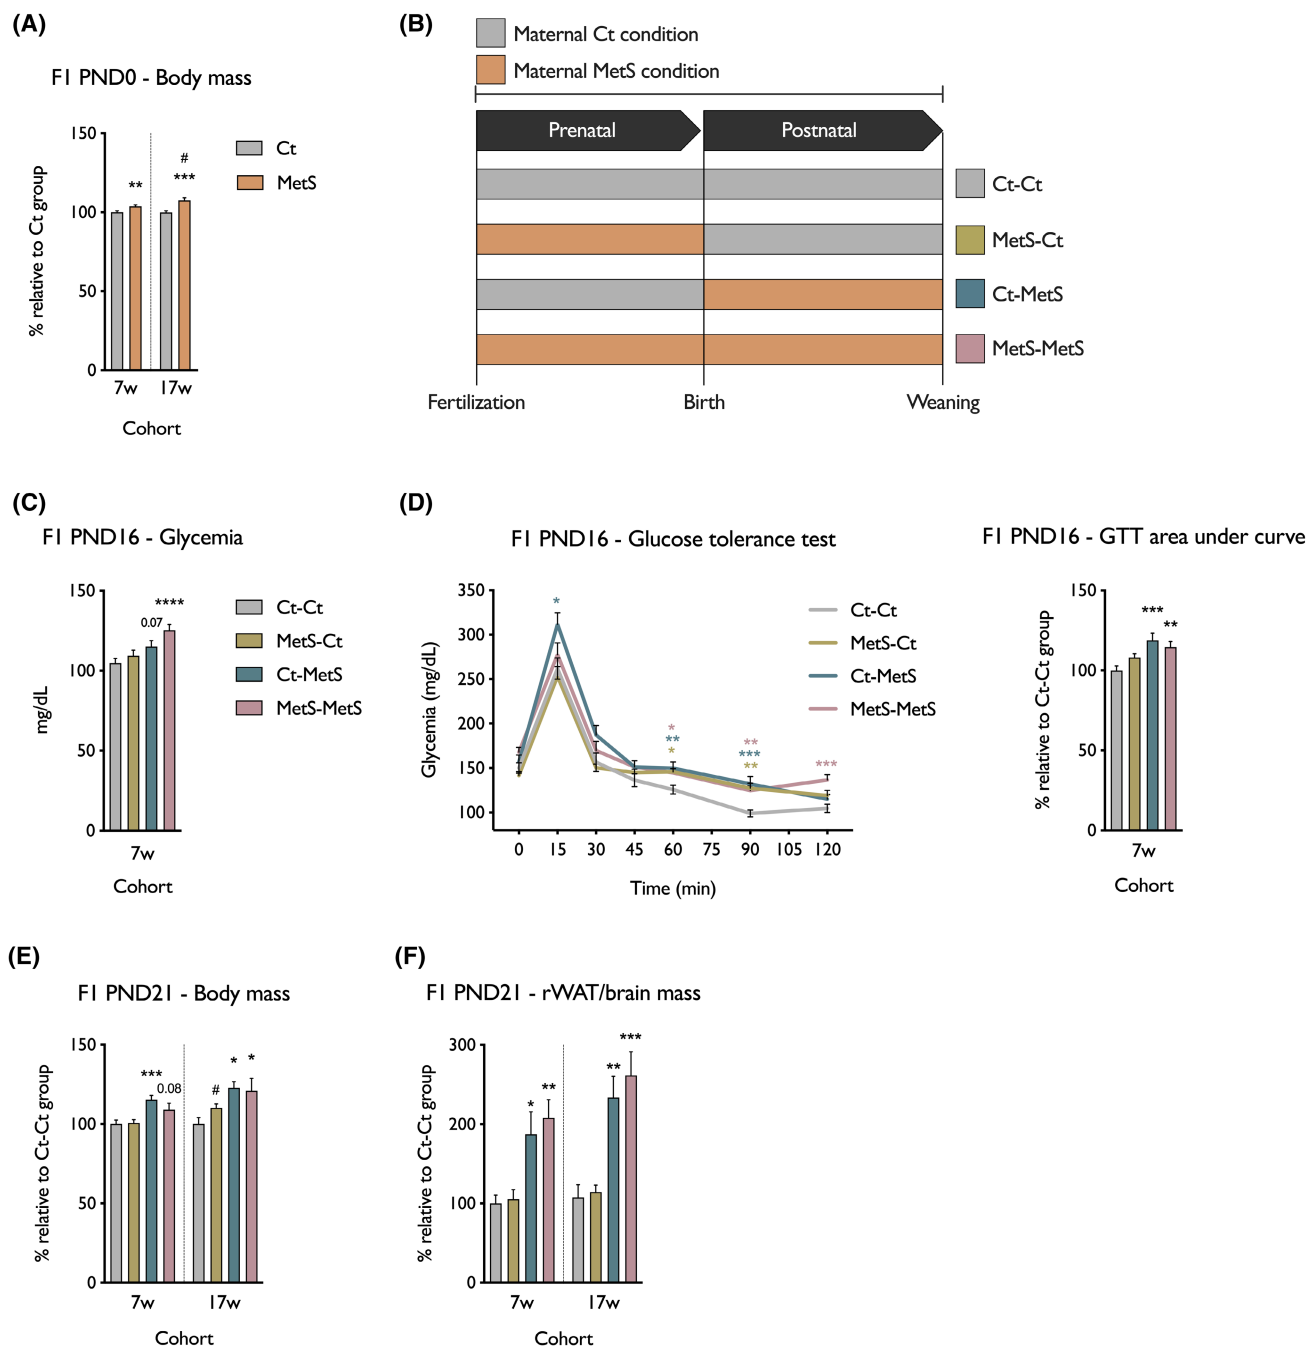 (A)
F1 PND0 - Body mass
% relative to Ct group
150
100
50
0
**
#
***
7w
17w
Cohort
Ct
MetS
(B)
Maternal Ct condition
Maternal MetS condition
Prenatal
Postnatal
Ct-Ct
MetS-Ct
Ct-MetS
MetS-MetS
Fertilization
Birth
Weaning
(C)
F1 PND16 - Glycemia
mg/dL
150
100
50
0
0.07
****
7w
Cohort
Ct-Ct
MetS-Ct
Ct-MetS
MetS-MetS
(D)
F1 PND16 - Glucose tolerance test
Glycemia (mg/dL)
350
300
250
200
150
100
*
*
**
*
**
***
**
***
0 15 30 45 60 75 90 105 120
Time (min)
Ct-Ct
MetS-Ct
Ct-MetS
MetS-MetS
F1 PND16 - GTT area under curve
% relative to Ct-Ct group
150
100
50
0
***
**
7w
Cohort
(E)
F1 PND21 - Body mass
% relative to Ct-Ct group
150
100
50
0
***
0.08
#
*
*
7w
17w
Cohort
(F)
F1 PND21 - rWAT/brain mass
% relative to Ct-Ct group
300
200
100
0
*
**
**
***
7w
17w
Cohort